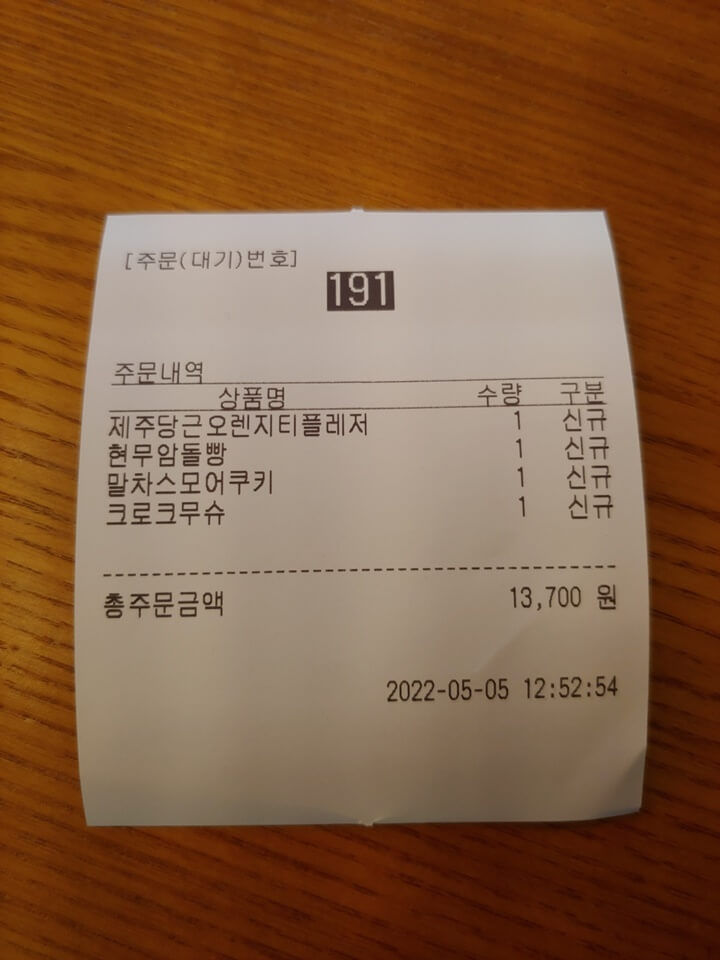 [주문(대기)번호]
191
주문내역
상품명 수량 구분
제주당근오렌지티플레저 1 신규
현무암돌빵 1 신규
말차스모어쿠키 1 신규
크로크무슈 1 신규
총주문금액 13,700 원
2022-05-05 12:52:54